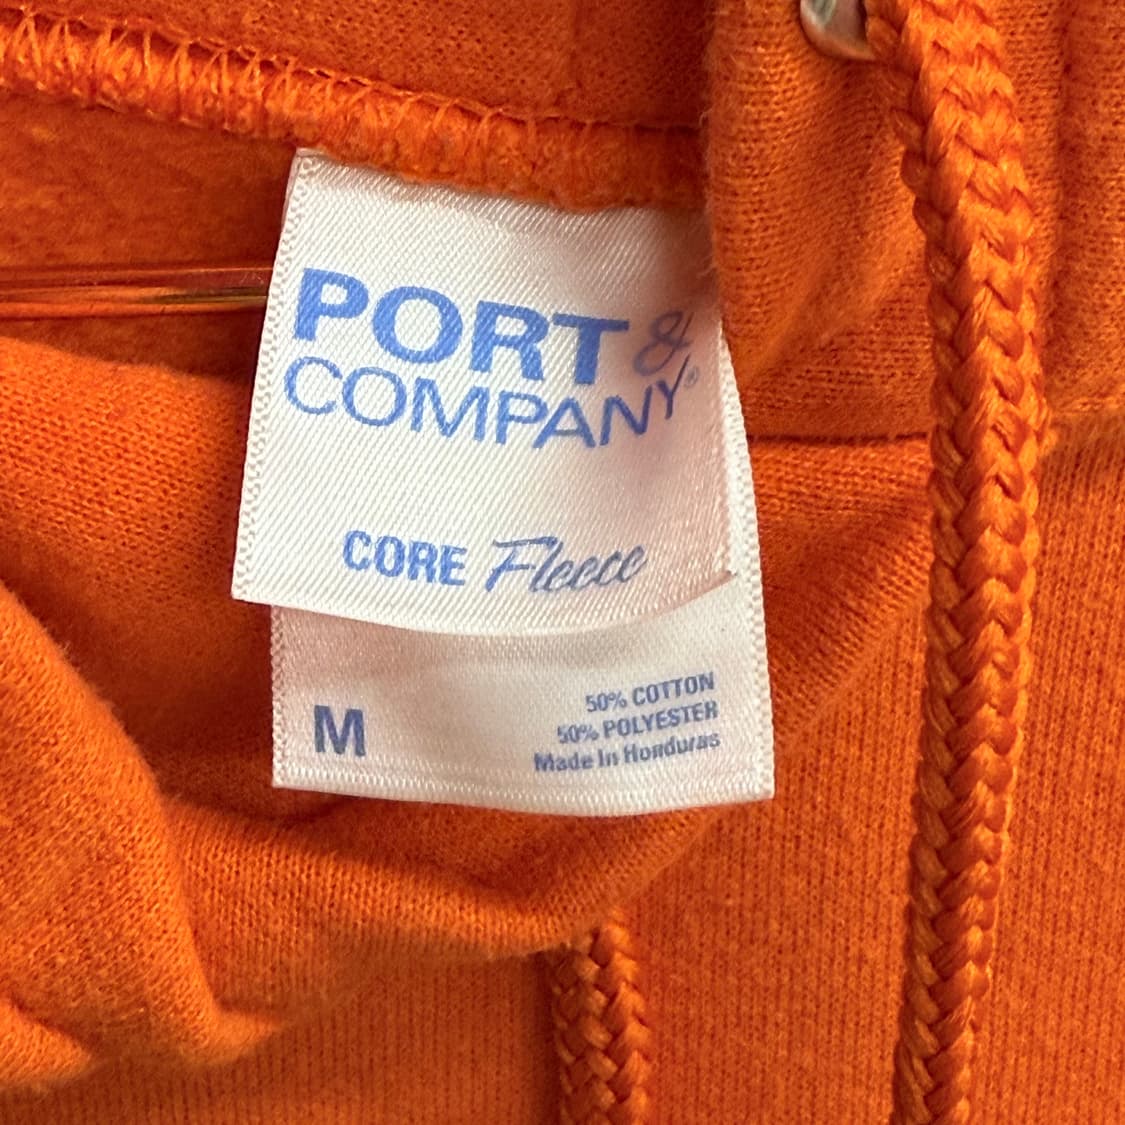 PORT &
COMPANY®
CORE Fleece
M
50% COTTON
50% POLYESTER
Made In Honduras